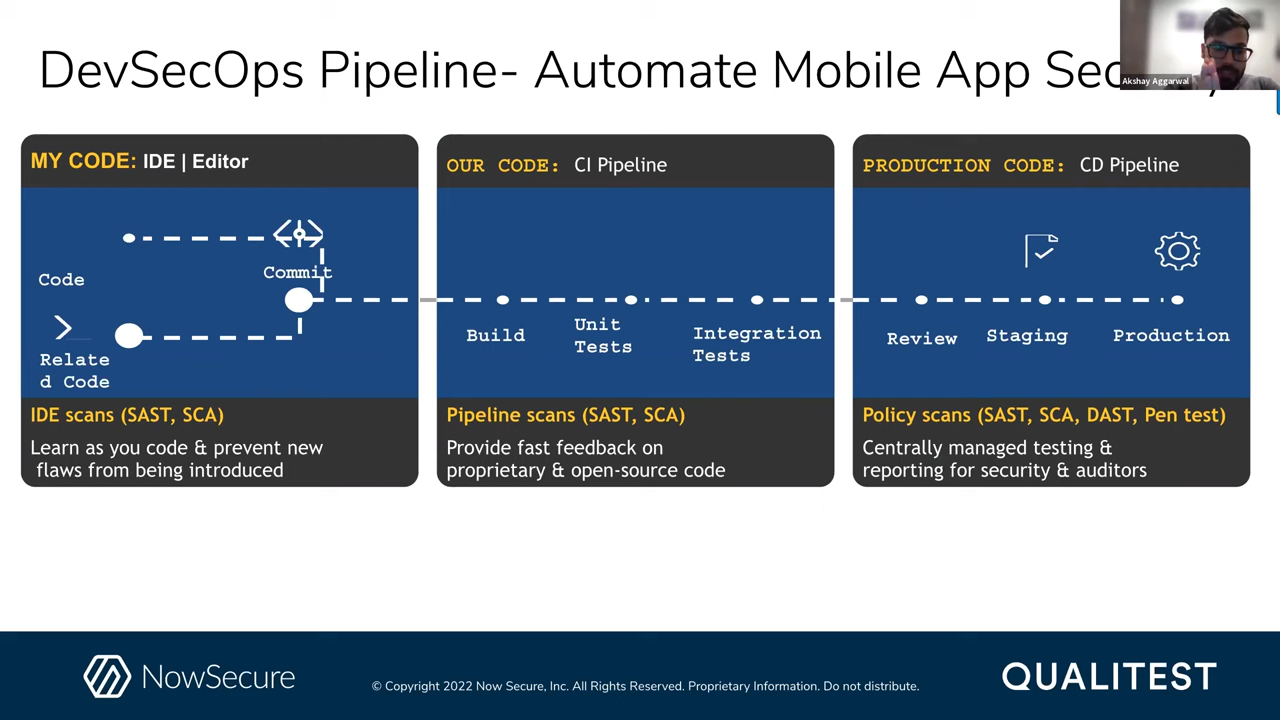 DevSecOps Pipeline- Automate Mobile App Sec
Akshay Aggarwal
MY CODE: IDE | Editor
Code
Commit
Relate
d Code
IDE scans (SAST, SCA)
Learn as you code & prevent new
flaws from being introduced
OUR CODE: CI Pipeline
Build
Unit
Tests
Integration
Tests
Pipeline scans (SAST, SCA)
Provide fast feedback on
proprietary & open-source code
PRODUCTION CODE: CD Pipeline
Review
Staging
Production
Policy scans (SAST, SCA, DAST, Pen test)
Centrally managed testing &
reporting for security & auditors
NowSecure
© Copyright 2022 Now Secure, Inc. All Rights Reserved. Proprietary Information. Do not distribute.
QUALITEST